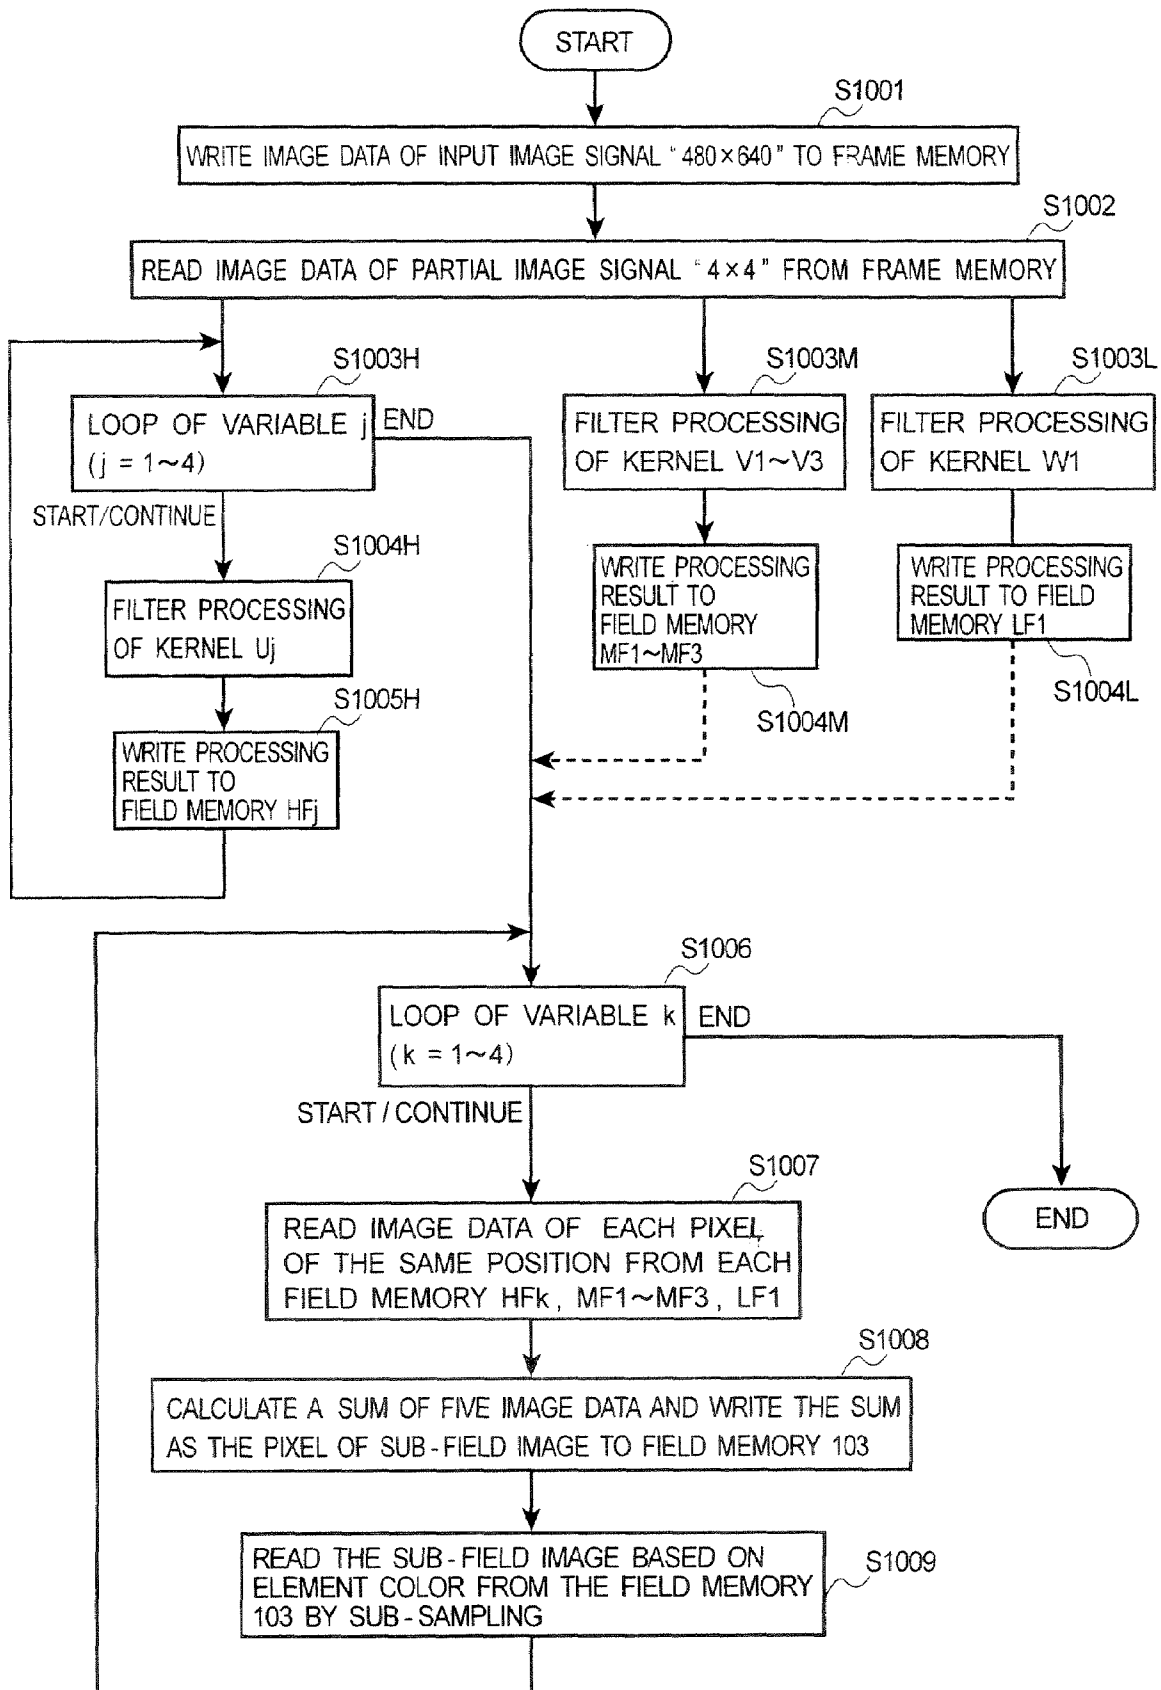 START
S1001
WRITE IMAGE DATA OF INPUT IMAGE SIGNAL "480×640" TO FRAME MEMORY
S1002
READ IMAGE DATA OF PARTIAL IMAGE SIGNAL "4×4" FROM FRAME MEMORY
S1003H
LOOP OF VARIABLE j
(j = 1~4)
END
START/CONTINUE
S1004H
FILTER PROCESSING
OF KERNEL Uj
S1005H
WRITE PROCESSING
RESULT TO
FIELD MEMORY HFj
S1003M
FILTER PROCESSING
OF KERNEL V1~V3
WRITE PROCESSING
RESULT TO
FIELD MEMORY
MF1~MF3
S1004M
S1003L
FILTER PROCESSING
OF KERNEL W1
WRITE PROCESSING
RESULT TO FIELD
MEMORY LF1
S1004L
S1006
LOOP OF VARIABLE k
(k = 1~4)
END
START / CONTINUE
END
S1007
READ IMAGE DATA OF EACH PIXEL
OF THE SAME POSITION FROM EACH
FIELD MEMORY HFk, MF1~MF3, LF1
S1008
CALCULATE A SUM OF FIVE IMAGE DATA AND WRITE THE SUM
AS THE PIXEL OF SUB-FIELD IMAGE TO FIELD MEMORY 103
S1009
READ THE SUB-FIELD IMAGE BASED ON
ELEMENT COLOR FROM THE FIELD MEMORY
103 BY SUB-SAMPLING